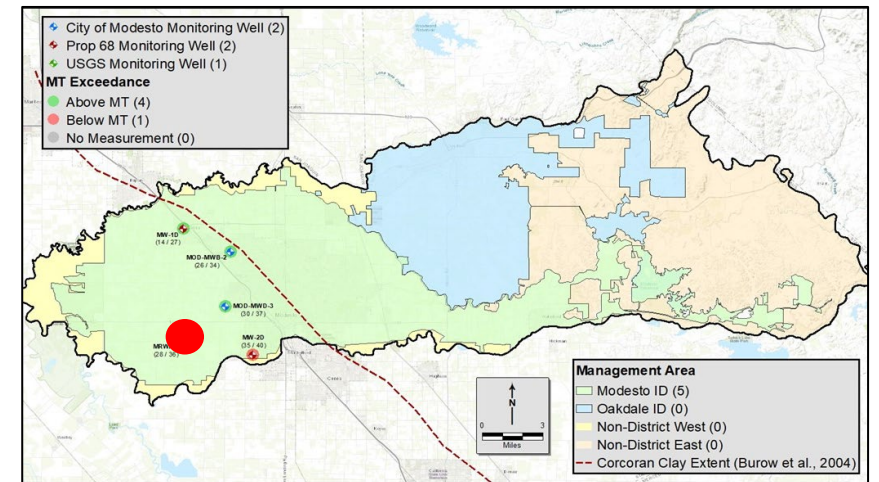 City of Modesto Monitoring Well (2)
Prop 68 Monitoring Well (2)
USGS Monitoring Well (1)
MT Exceedance
Above MT (4)
Below MT (1)
No Measurement (0)
MW-1D
(14 / 27)
MOD-MWB-2
(26 / 34)
MOD-MWD-3
(30 / 37)
MW-2D
(35 / 40)
(28 / 36)
N
0 3
Miles
Management Area
Modesto ID (5)
Oakdale ID (0)
Non-District West (0)
Non-District East (0)
Corcoran Clay Extent (Burow et al., 2004)